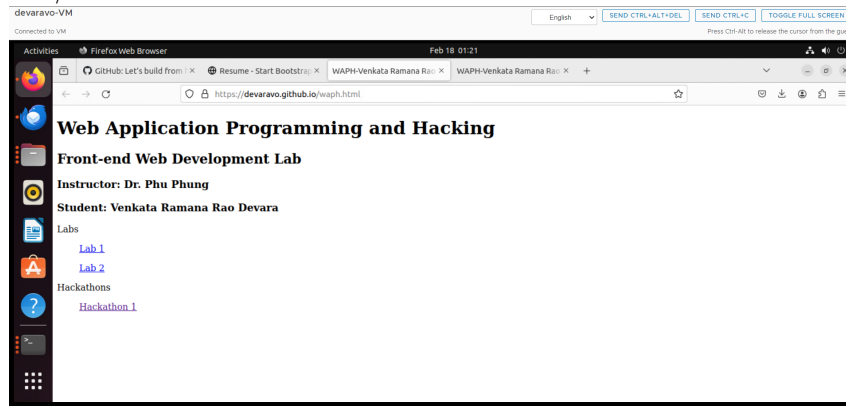 devaravo-VM
English
SEND CTRL+ALT+DEL
SEND CTRL+C
TOGGLE FULL SCREEN
Connected to VM
Press Ctrl-Alt to release the cursor from the gue
Activities
Firefox Web Browser
Feb 18 01:21
GitHub: Let's build from
Resume - Start Bootstrap
WAPH-Venkata Ramana Rao
WAPH-Venkata Ramana Rao
https://devaravo.github.io/waph.html
Web Application Programming and Hacking
Front-end Web Development Lab
Instructor: Dr. Phu Phung
Student: Venkata Ramana Rao Devara
Labs
Lab 1
Lab 2
Hackathons
Hackathon 1